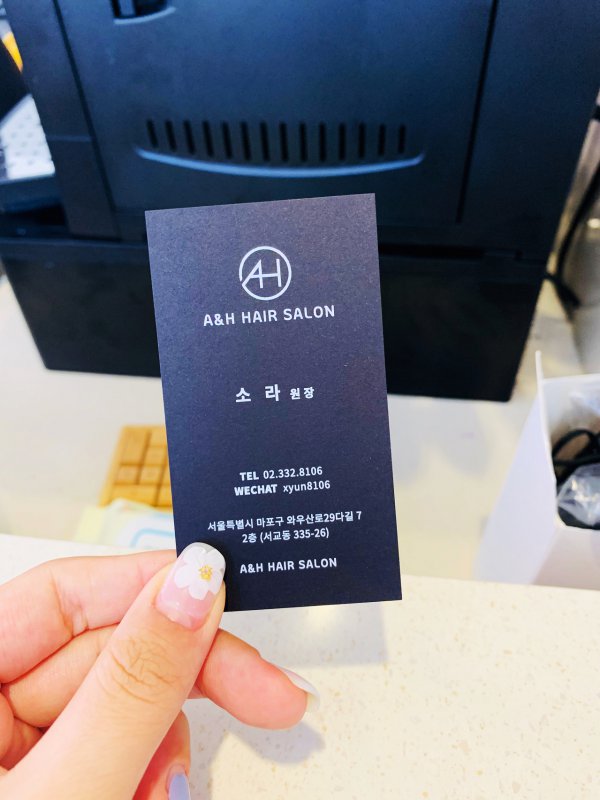 AH
A&H HAIR SALON
소 라 원장
TEL 02.332.8106
WECHAT xyun8106
서울특별시 마포구 와우산로29다길 7
2층 (서교동 335-26)
A&H HAIR SALON